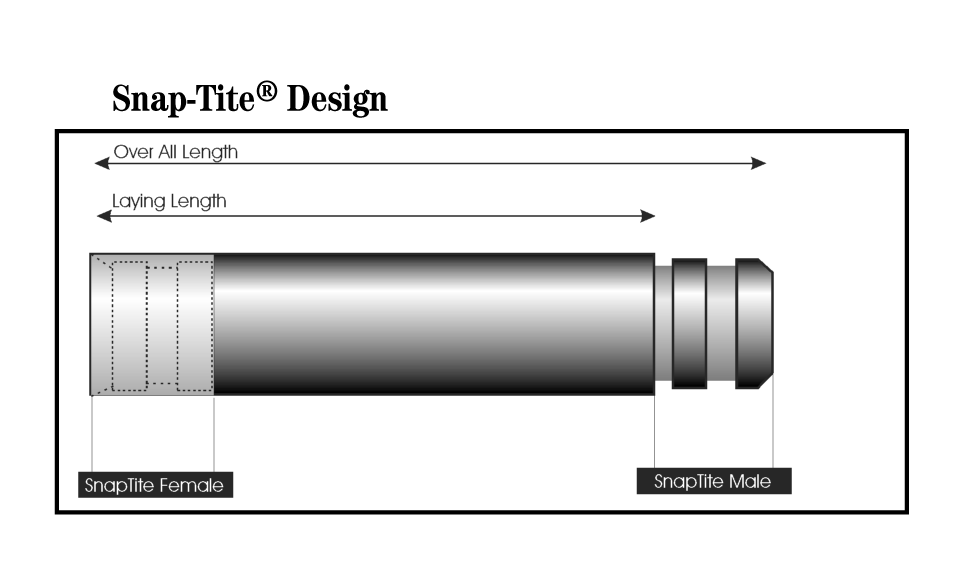 Snap-Tite® Design
Over All Length
Laying Length
SnapTite Female
SnapTite Male